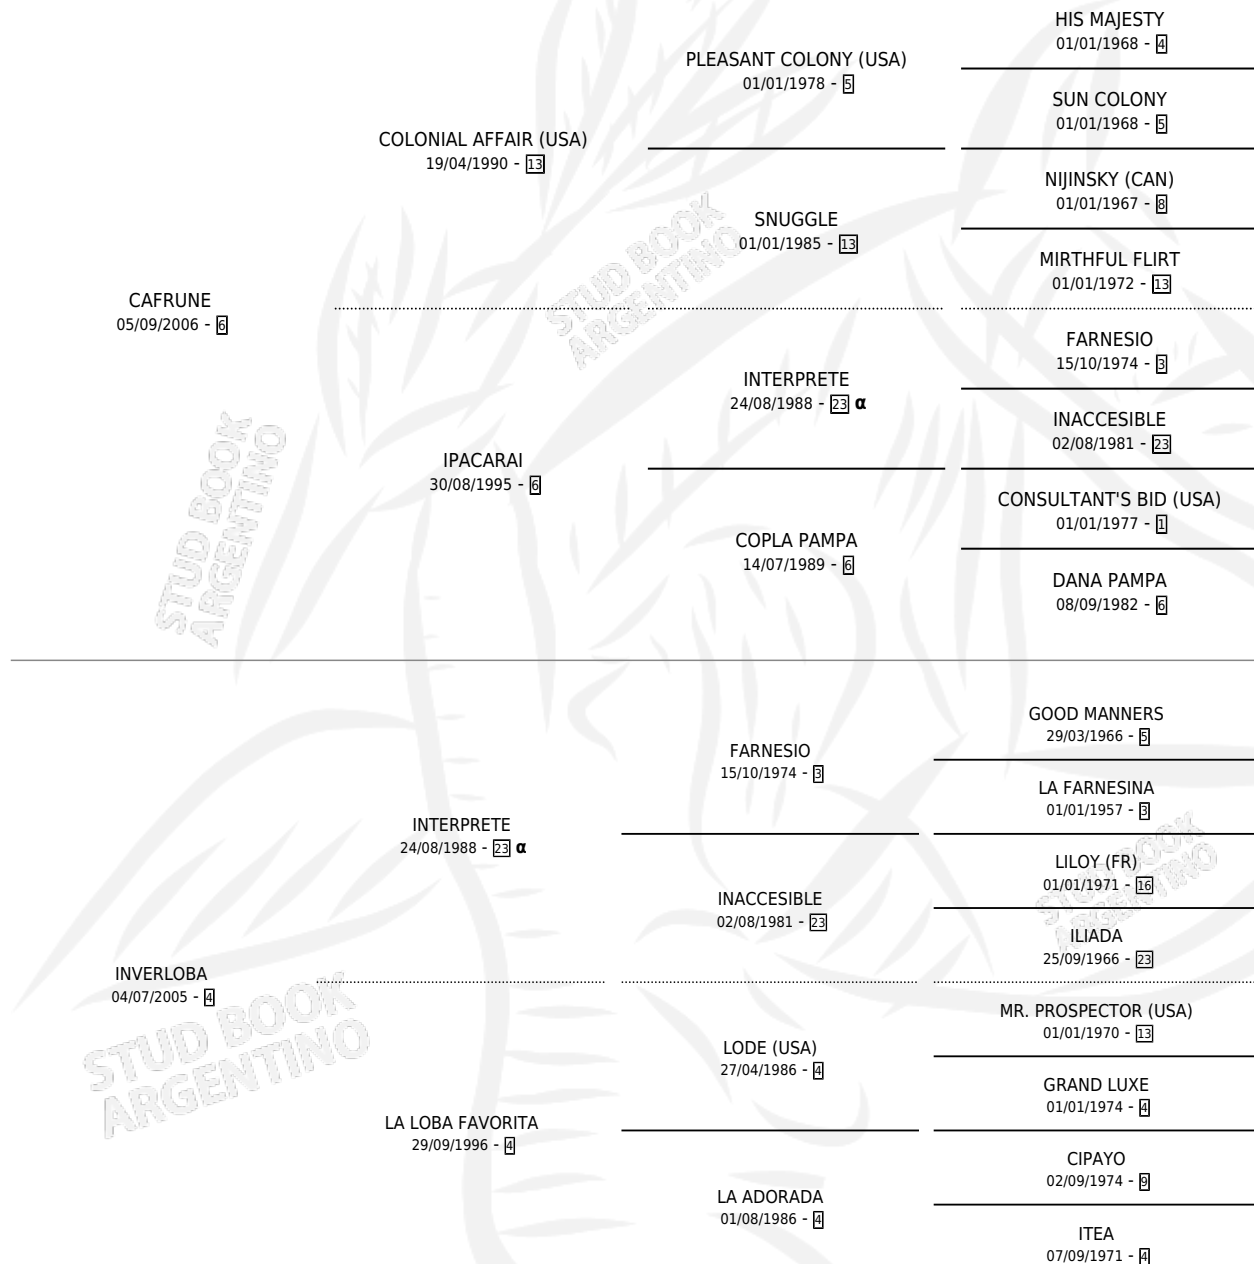 HIS MAJESTY
01/01/1968 - 4
PLEASANT COLONY (USA)
01/01/1978 - 5
SUN COLONY
01/01/1968 - 5
COLONIAL AFFAIR (USA)
19/04/1990 - 13
NIJINSKY (CAN)
01/01/1967 - 8
SNUGGLE
01/01/1985 - 13
MIRTHFUL FLIRT
01/01/1972 - 13
CAFRUNE
05/09/2006 - 6
FARNESIO
15/10/1974 - 3
INTERPRETE
24/08/1988 - 23 α
INACCESIBLE
02/08/1981 - 23
IPACARAI
30/08/1995 - 6
CONSULTANT'S BID (USA)
01/01/1977 - 1
COPLA PAMPA
14/07/1989 - 6
DANA PAMPA
08/09/1982 - 6
GOOD MANNERS
29/03/1966 - 5
FARNESIO
15/10/1974 - 3
LA FARNESINA
01/01/1957 - 3
INTERPRETE
24/08/1988 - 23 α
LILOY (FR)
01/01/1971 - 16
INACCESIBLE
02/08/1981 - 23
ILIADA
25/09/1966 - 23
INVERLOBA
04/07/2005 - 4
MR. PROSPECTOR (USA)
01/01/1970 - 13
LODE (USA)
27/04/1986 - 4
GRAND LUXE
01/01/1974 - 4
LA LOBA FAVORITA
29/09/1996 - 4
CIPAYO
02/09/1974 - 9
LA ADORADA
01/08/1986 - 4
ITEA
07/09/1971 - 4
STUD BOOK
ARGENTINO
STUD BOOK
ARGENTINO
STUD BOOK
ARGENTINO
STUD BOOK
ARGENTINO